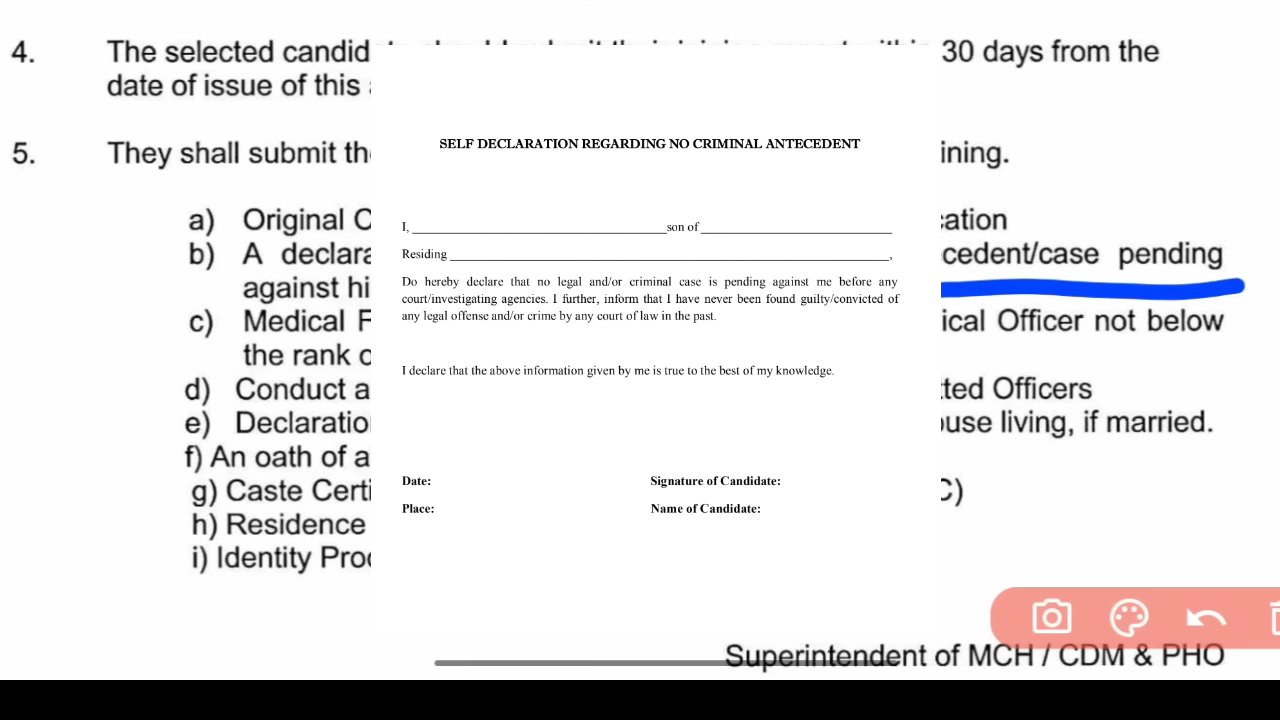 4. The selected candid 30 days from the
date of issue of this
5. They shall submit th ining.
a) Original C cation
b) A declara cedent/case pending
against hi
c) Medical F ical Officer not below
the rank o
d) Conduct a ted Officers
e) Declaratio ouse living, if married.
f) An oath of a
g) Caste Certi C)
h) Residence
i) Identity Proo
Superintendent of MCH / CDM & PHO
SELF DECLARATION REGARDING NO CRIMINAL ANTECEDENT
I, son of
Residing ,
Do hereby declare that no legal and/or criminal case is pending against me before any
court/investigating agencies. I further, inform that I have never been found guilty/convicted of
any legal offense and/or crime by any court of law in the past.
I declare that the above information given by me is true to the best of my knowledge.
Date: Signature of Candidate:
Place: Name of Candidate: